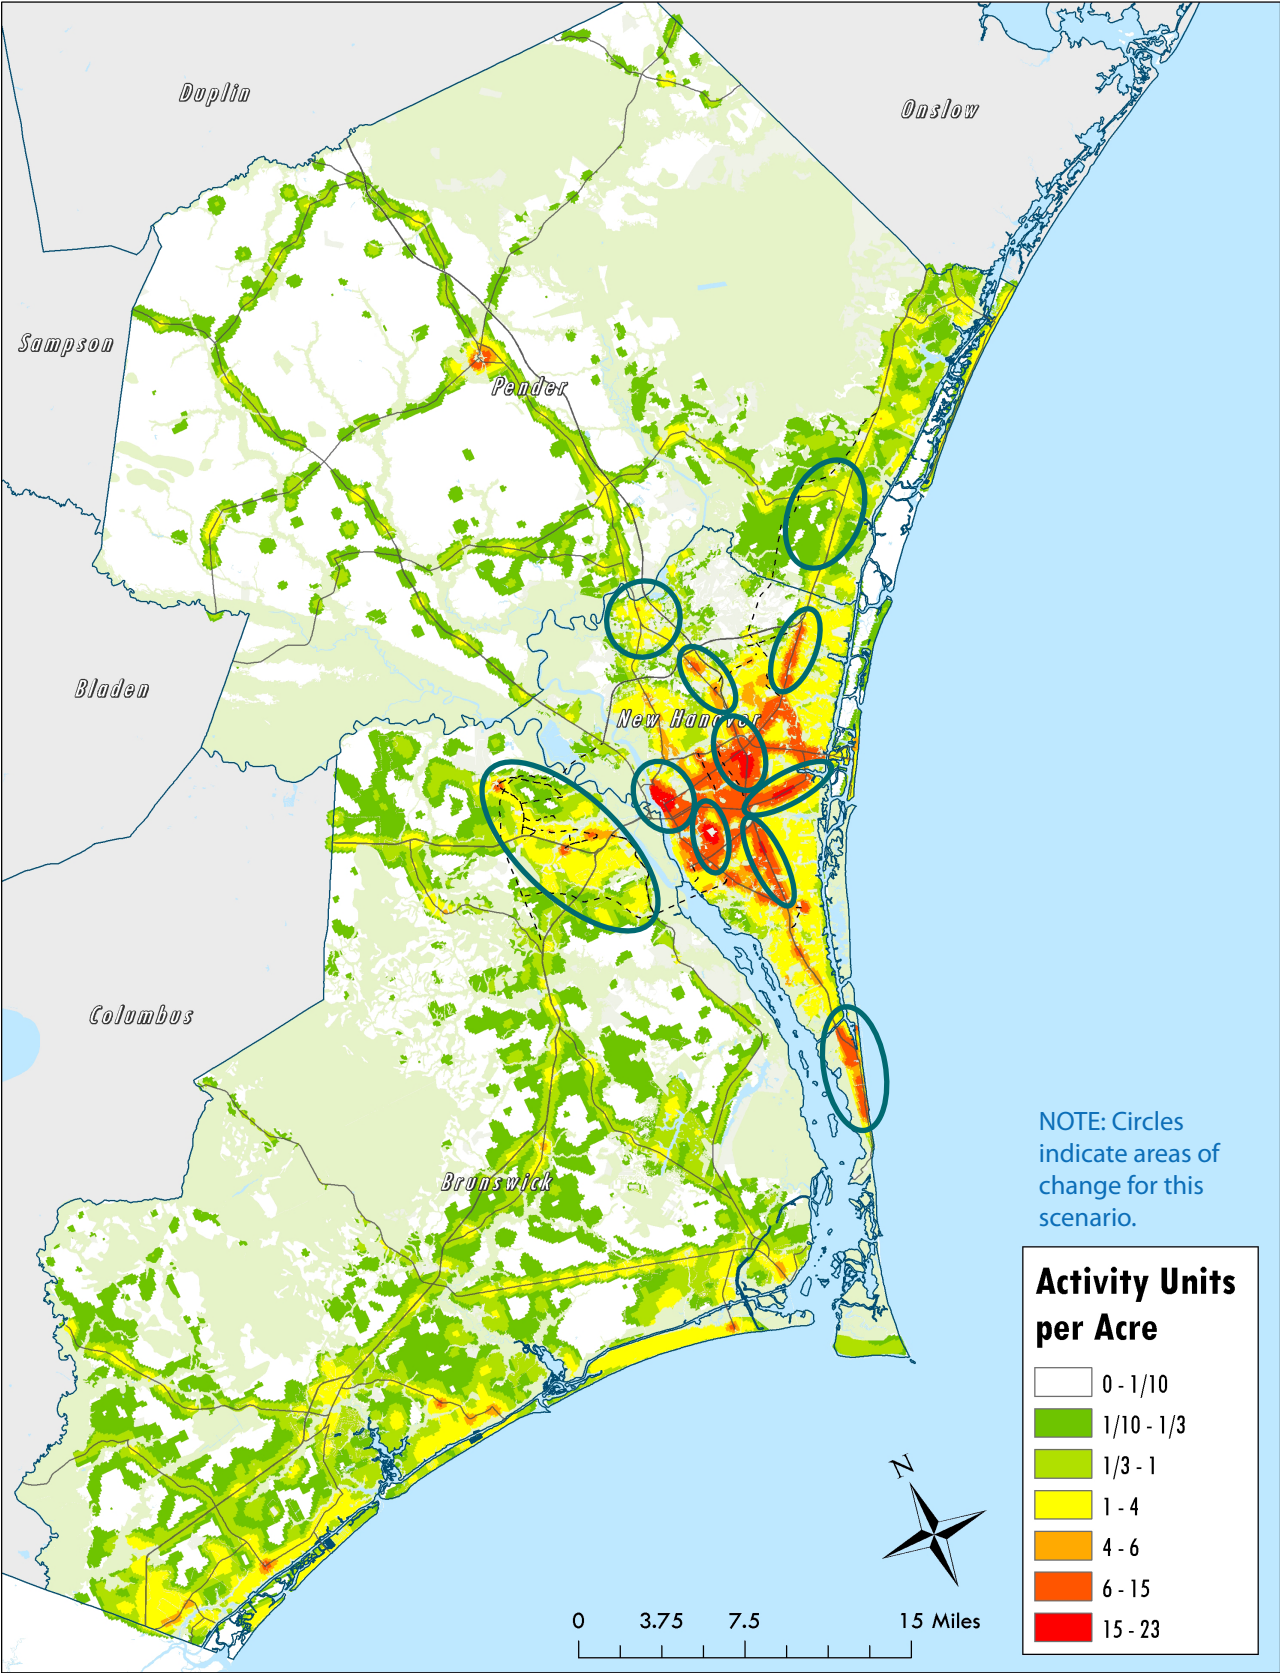 Duplin
Onslow
Sampson
Pender
Bladen
New Hanover
Columbus
Brunswick
NOTE: Circles
indicate areas of
change for this
scenario.
Activity Units
per Acre
0 - 1/10
1/10 - 1/3
1/3 - 1
1 - 4
4 - 6
6 - 15
15 - 23
N
0 3.75 7.5 15 Miles